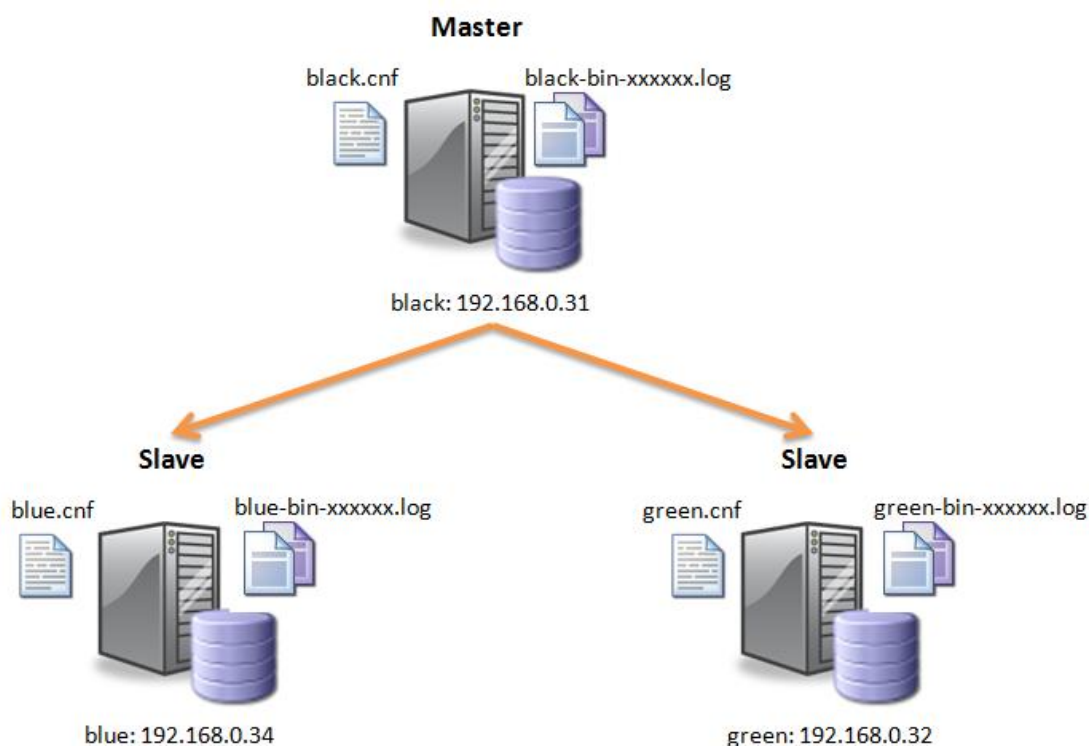 Master
black.cnf
black-bin-xxxxxx.log
black: 192.168.0.31
Slave
blue.cnf
blue-bin-xxxxxx.log
blue: 192.168.0.34
Slave
green.cnf
green-bin-xxxxxx.log
green: 192.168.0.32